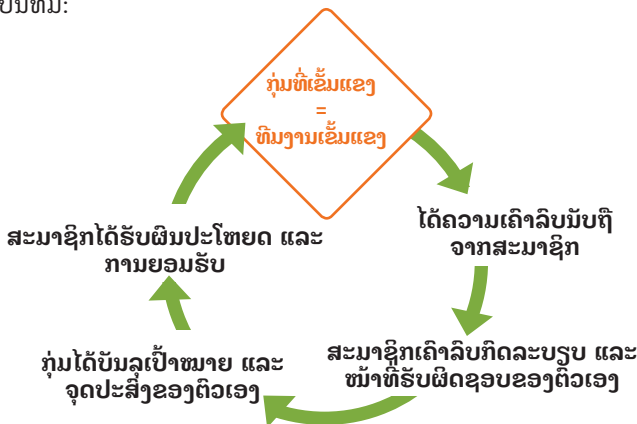 ບັນທຶມ:
ກຸ່ມທີ່ເຂັ້ມແຂງ
=
ທີມງານເຂັ້ມແຂງ
ໄດ້ຄວາມເຄົາລົບນັບຖື
ຈາກສະມາຊິກ
ສະມາຊິກເຄົາລົບກົດລະບຽບ ແລະ
ໜ້າທີ່ຮັບຜິດຊອບຂອງຕົວເອງ
ກຸ່ມໄດ້ບັນລຸເປົ້າໝາຍ ແລະ
ຈຸດປະສົງຂອງຕົວເອງ
ສະມາຊິກໄດ້ຮັບຜົນປະໂຫຍດ ແລະ
ການຍອມຮັບ